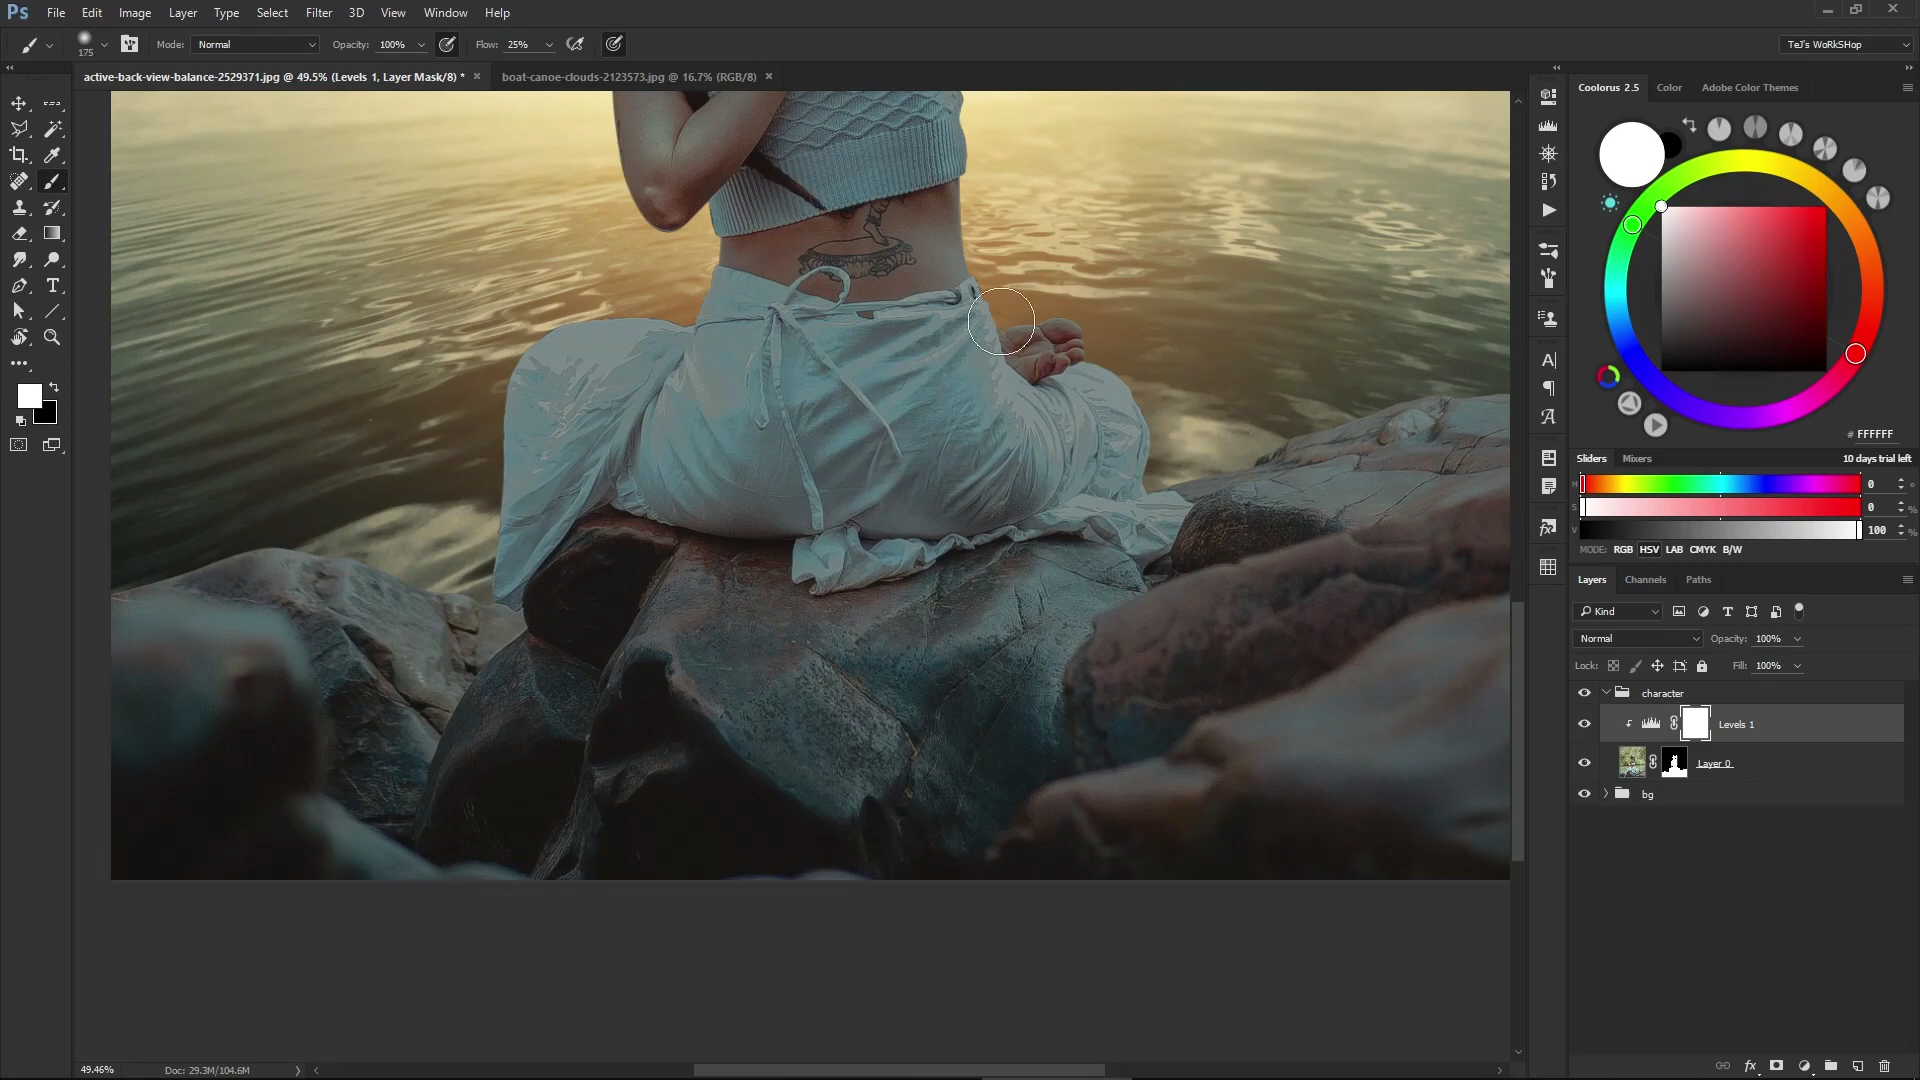 Ps File Edit Image Layer Type Select Filter 3D View Window Help
175 Mode: Normal Opacity: 100% Flow: 25% TeJ's WoRkSHop
active-back-view-balance-2529371.jpg @ 49.5% (Levels 1, Layer Mask/8) * × boat-canoe-clouds-2123573.jpg @ 16.7% (RGB/8) ×
Coolorus 2.5 Color Adobe Color Themes
# FFFFFF
Sliders Mixers 10 days trial left
H 0 °
S 0 %
V 100 %
MODE: RGB HSV LAB CMYK B/W
Layers Channels Paths
Kind
Normal Opacity: 100%
Lock: Fill: 100%
character
Levels 1
Layer 0
bg
49.46% Doc: 29.3M/104.6M